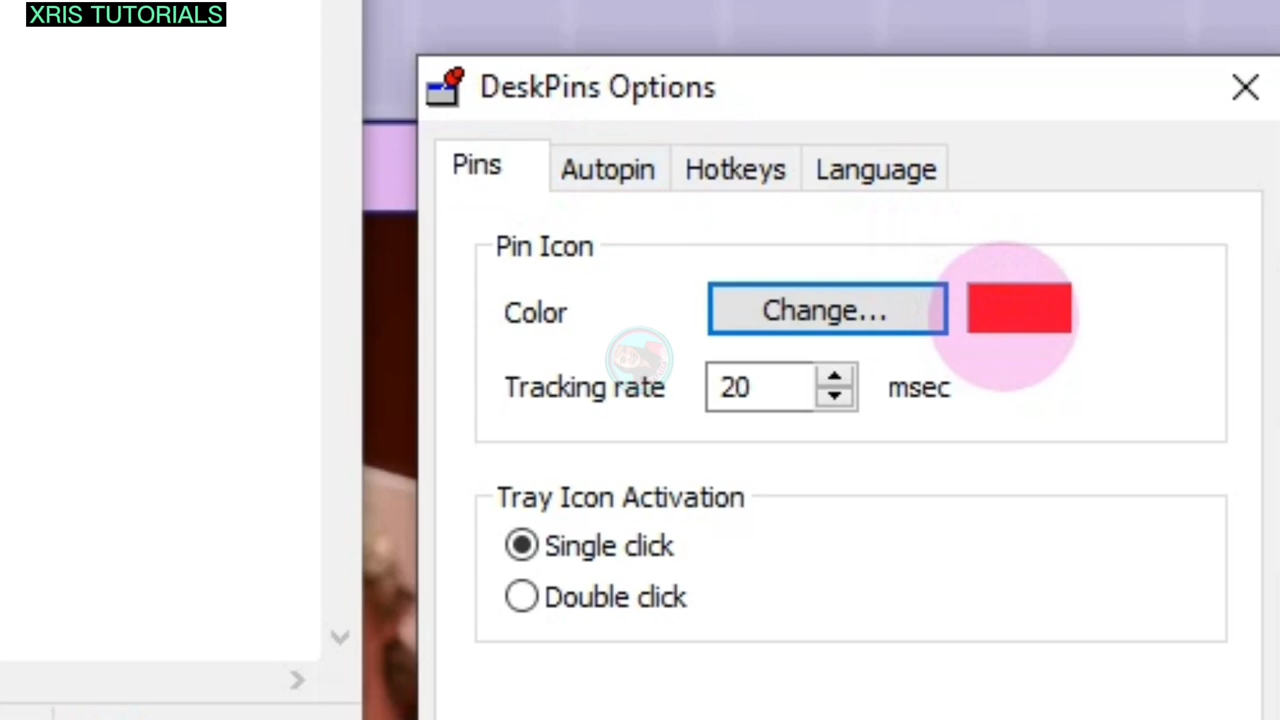 XRIS TUTORIALS
DeskPins Options
Pins Autopin Hotkeys Language
Pin Icon
Color Change...
Tracking rate 20 msec
Tray Icon Activation
Single click
Double click